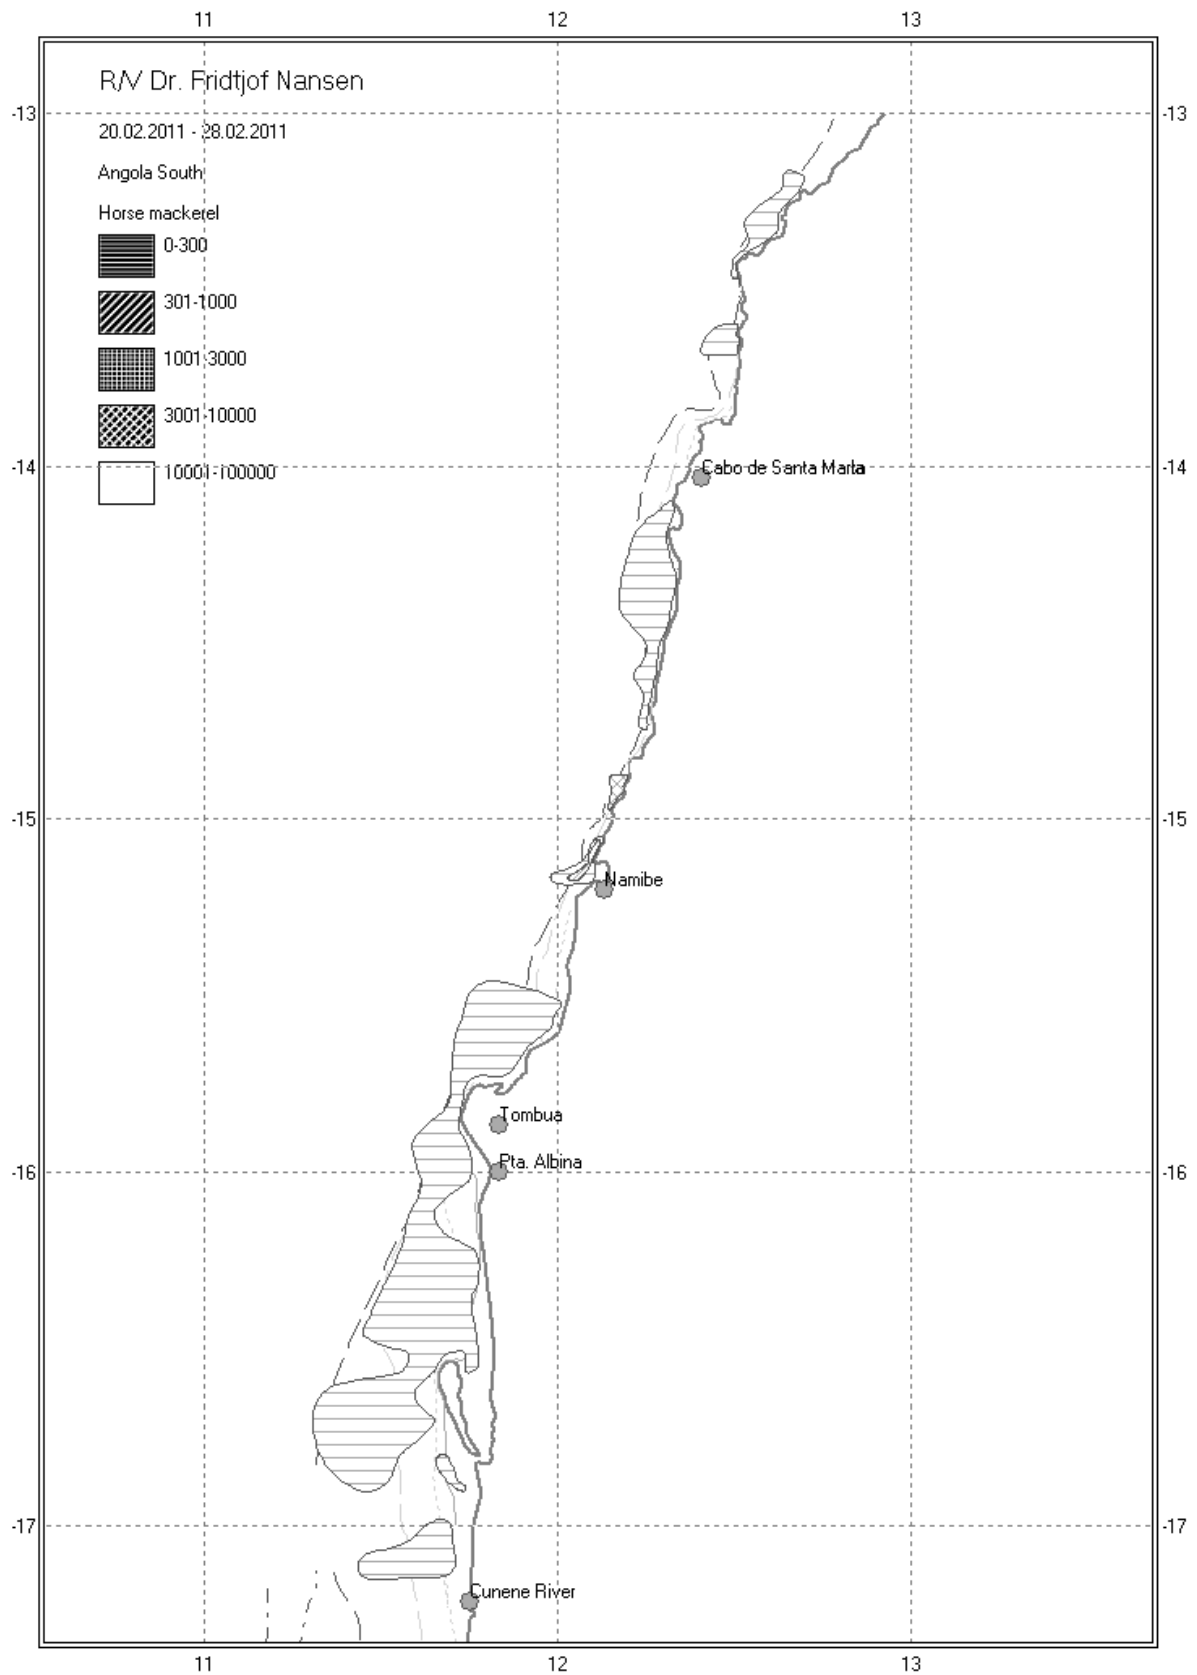 11 12 13
R/V Dr. Fridtjof Nansen
-13 -13
20.02.2011 - 28.02.2011
Angola South
Horse mackerel
0-300
301-1000
1001-3000
3001-10000
-14 -14
Cabo de Santa Marta
10001-100000
-15 -15
Namibe
Tombua
Pta. Albina
-16 -16
-17 -17
Cunene River
11 12 13